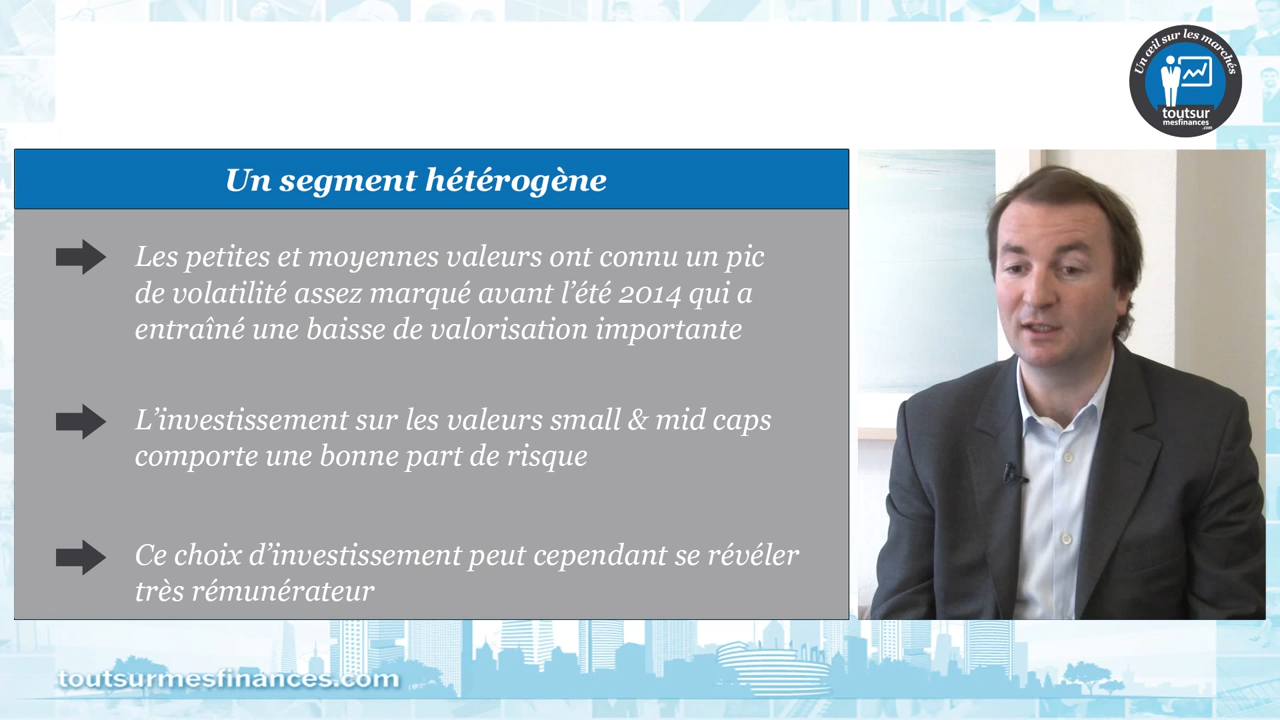 Un œil sur les marchés
toutsur
mesfinances
.com
Un segment hétérogène
Les petites et moyennes valeurs ont connu un pic
de volatilité assez marqué avant l’été 2014 qui a
entraîné une baisse de valorisation importante
L’investissement sur les valeurs small & mid caps
comporte une bonne part de risque
Ce choix d’investissement peut cependant se révéler
très rémunérateur
toutsurmesfinances.com